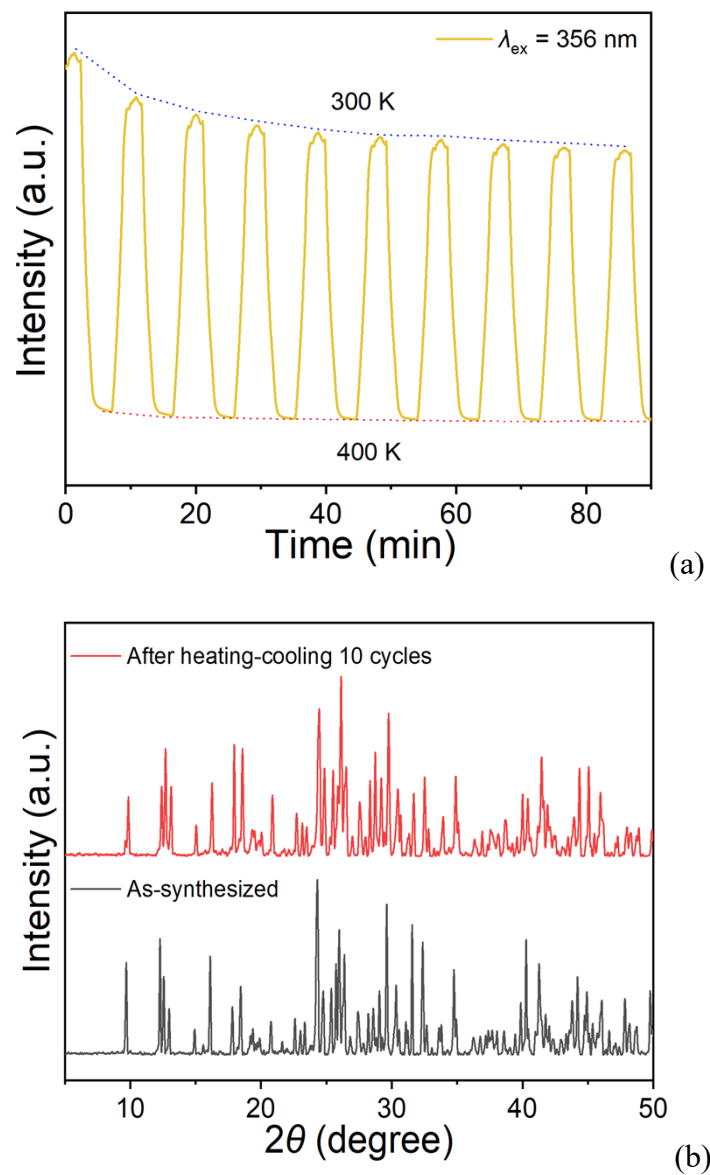 λex = 356 nm
300 K
400 K
Intensity (a.u.)
0 20 40 60 80
Time (min)
(a)
After heating-cooling 10 cycles
As-synthesized
Intensity (a.u.)
10 20 30 40 50
2θ (degree)
(b)